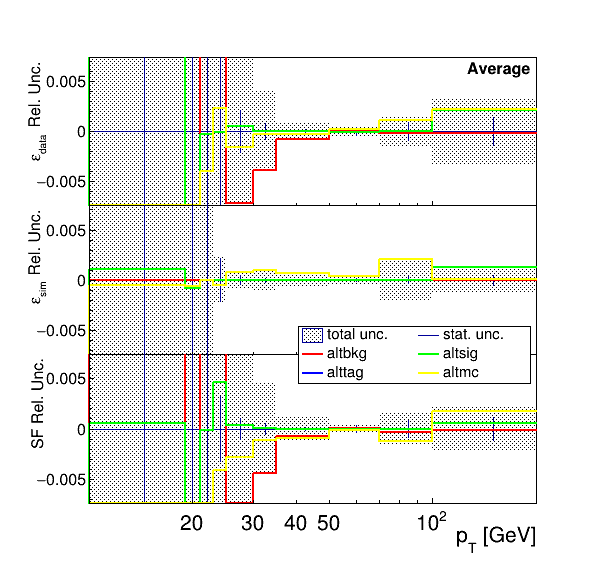 Average
ε_data Rel. Unc.
0.005
0
−0.005
ε_sim Rel. Unc.
0.005
0
−0.005
total unc.
stat. unc.
altbkg
altsig
alttag
altmc
SF Rel. Unc.
0.005
0
−0.005
20 30 40 50 10²
p_T [GeV]